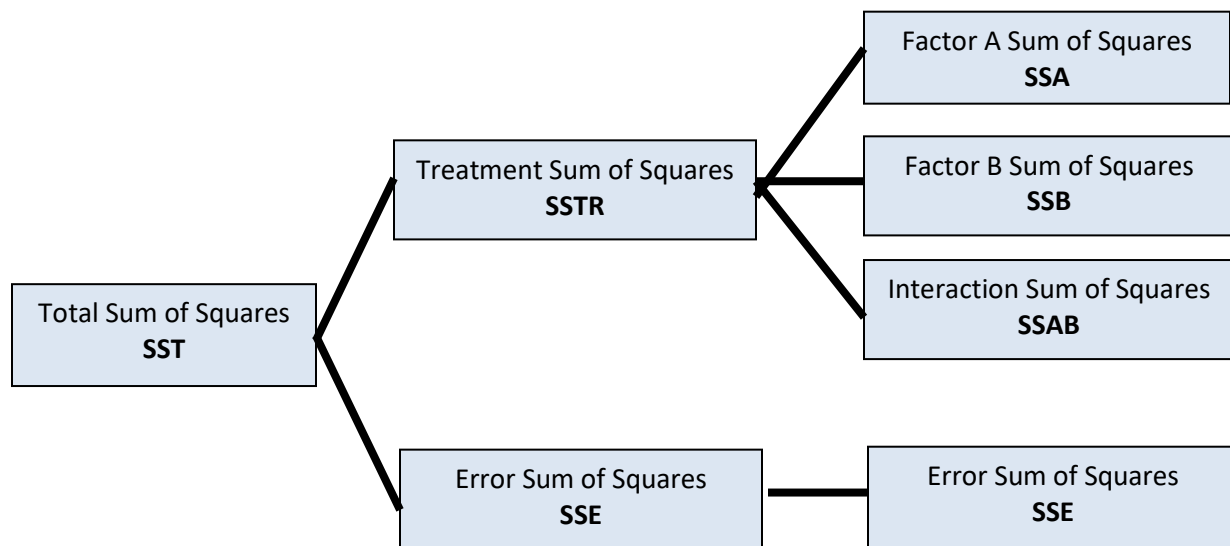 Factor A Sum of Squares
SSA
Treatment Sum of Squares
SSTR
Factor B Sum of Squares
SSB
Interaction Sum of Squares
SSAB
Total Sum of Squares
SST
Error Sum of Squares
SSE
Error Sum of Squares
SSE